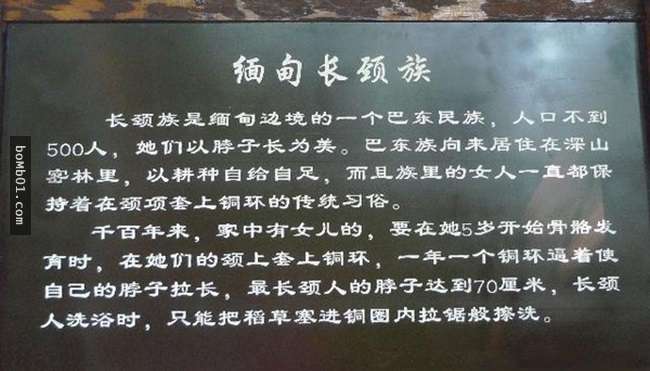 缅甸长颈族
长颈族是缅甸边境的一个巴东民族，人口不到
500人，她们以脖子长为美。巴东族向来居住在深山
密林里，以耕种自给自足，而且族里的女人一直都保
持着在颈项套上铜环的传统习俗。
千百年来，家中有女儿的，要在她5岁开始骨骼发
育时，在她们的颈上套上铜环，一年一个铜环逼着使
自己的脖子拉长，最长颈人的脖子达到70厘米，长颈
人洗浴时，只能把稻草塞进铜圈内拉锯般擦洗。
boMb01.com